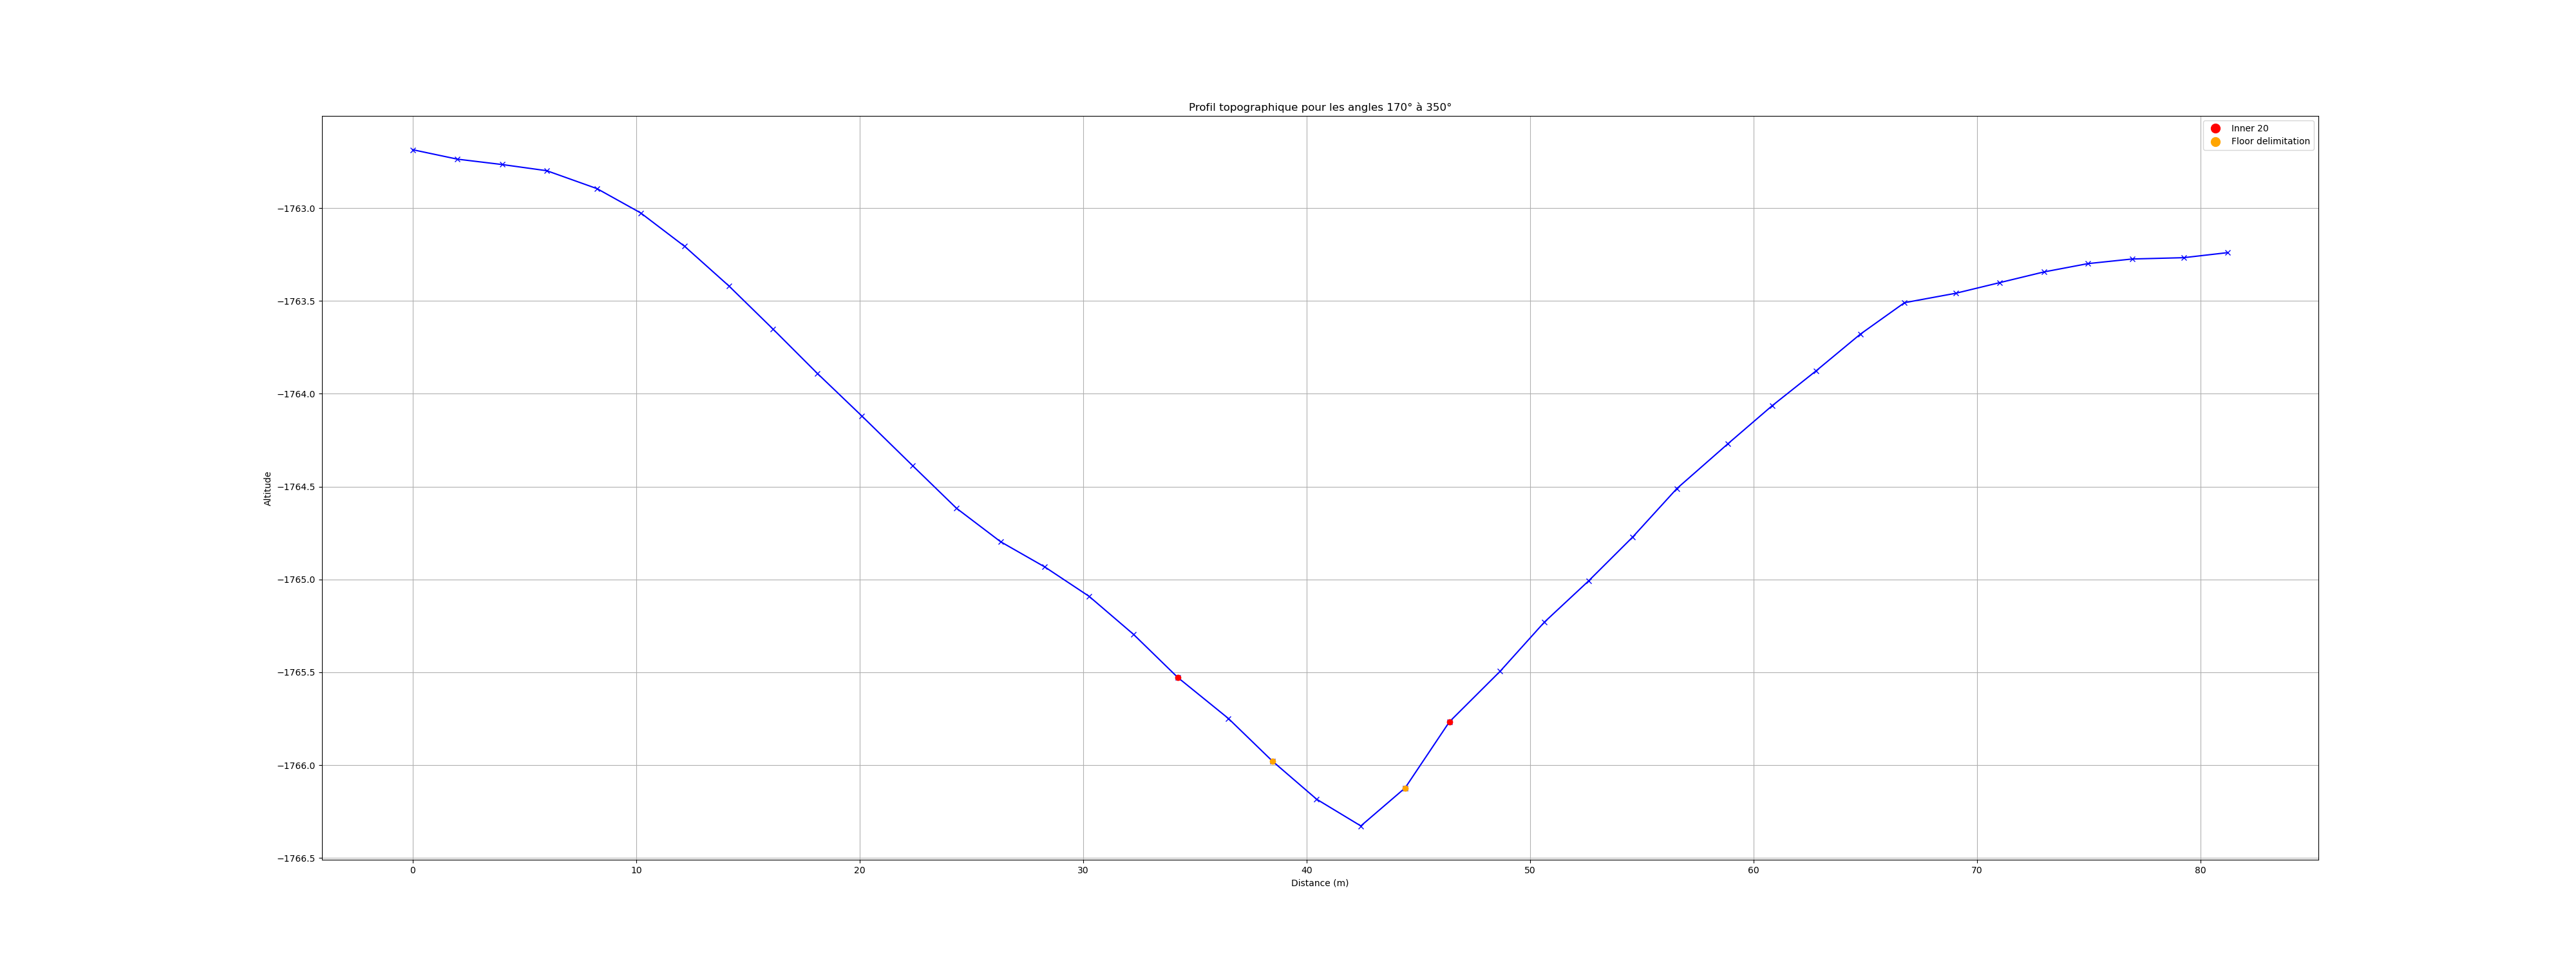 Profil topographique pour les angles 170° à 350°
Inner 20
Floor delimitation
Altitude
−1763.0
−1763.5
−1764.0
−1764.5
−1765.0
−1765.5
−1766.0
−1766.5
0 10 20 30 40 50 60 70 80
Distance (m)